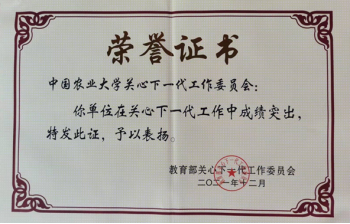 荣誉证书
中国农业大学关心下一代工作委员会：
你单位在关心下一代工作中成绩突出，
特发此证，予以表扬。
教育部关心下一代工作委员会
二〇二一年十二月